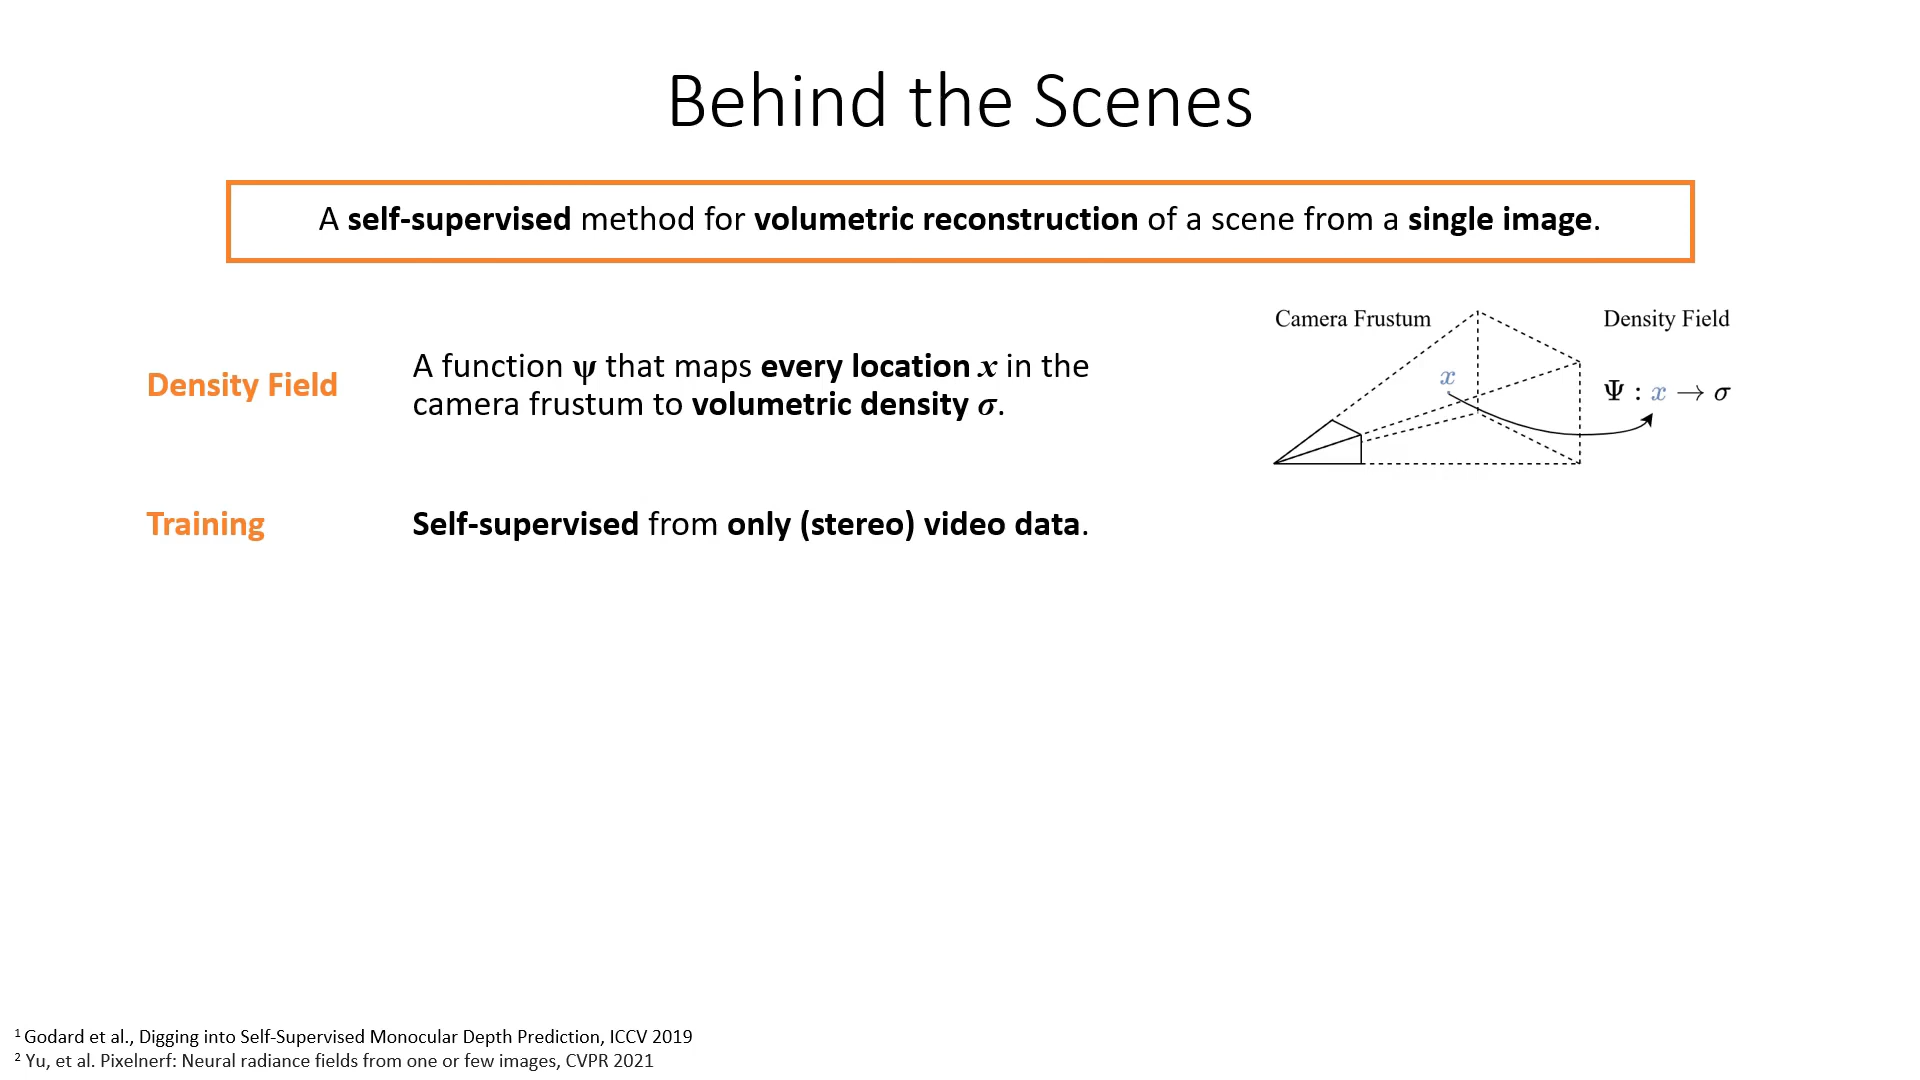 Behind the Scenes
A self-supervised method for volumetric reconstruction of a scene from a single image.
Camera Frustum
Density Field
x
Ψ : x → σ
Density Field
A function ψ that maps every location x in the
camera frustum to volumetric density σ.
Training
Self-supervised from only (stereo) video data.
1 Godard et al., Digging into Self-Supervised Monocular Depth Prediction, ICCV 2019
2 Yu, et al. Pixelnerf: Neural radiance fields from one or few images, CVPR 2021